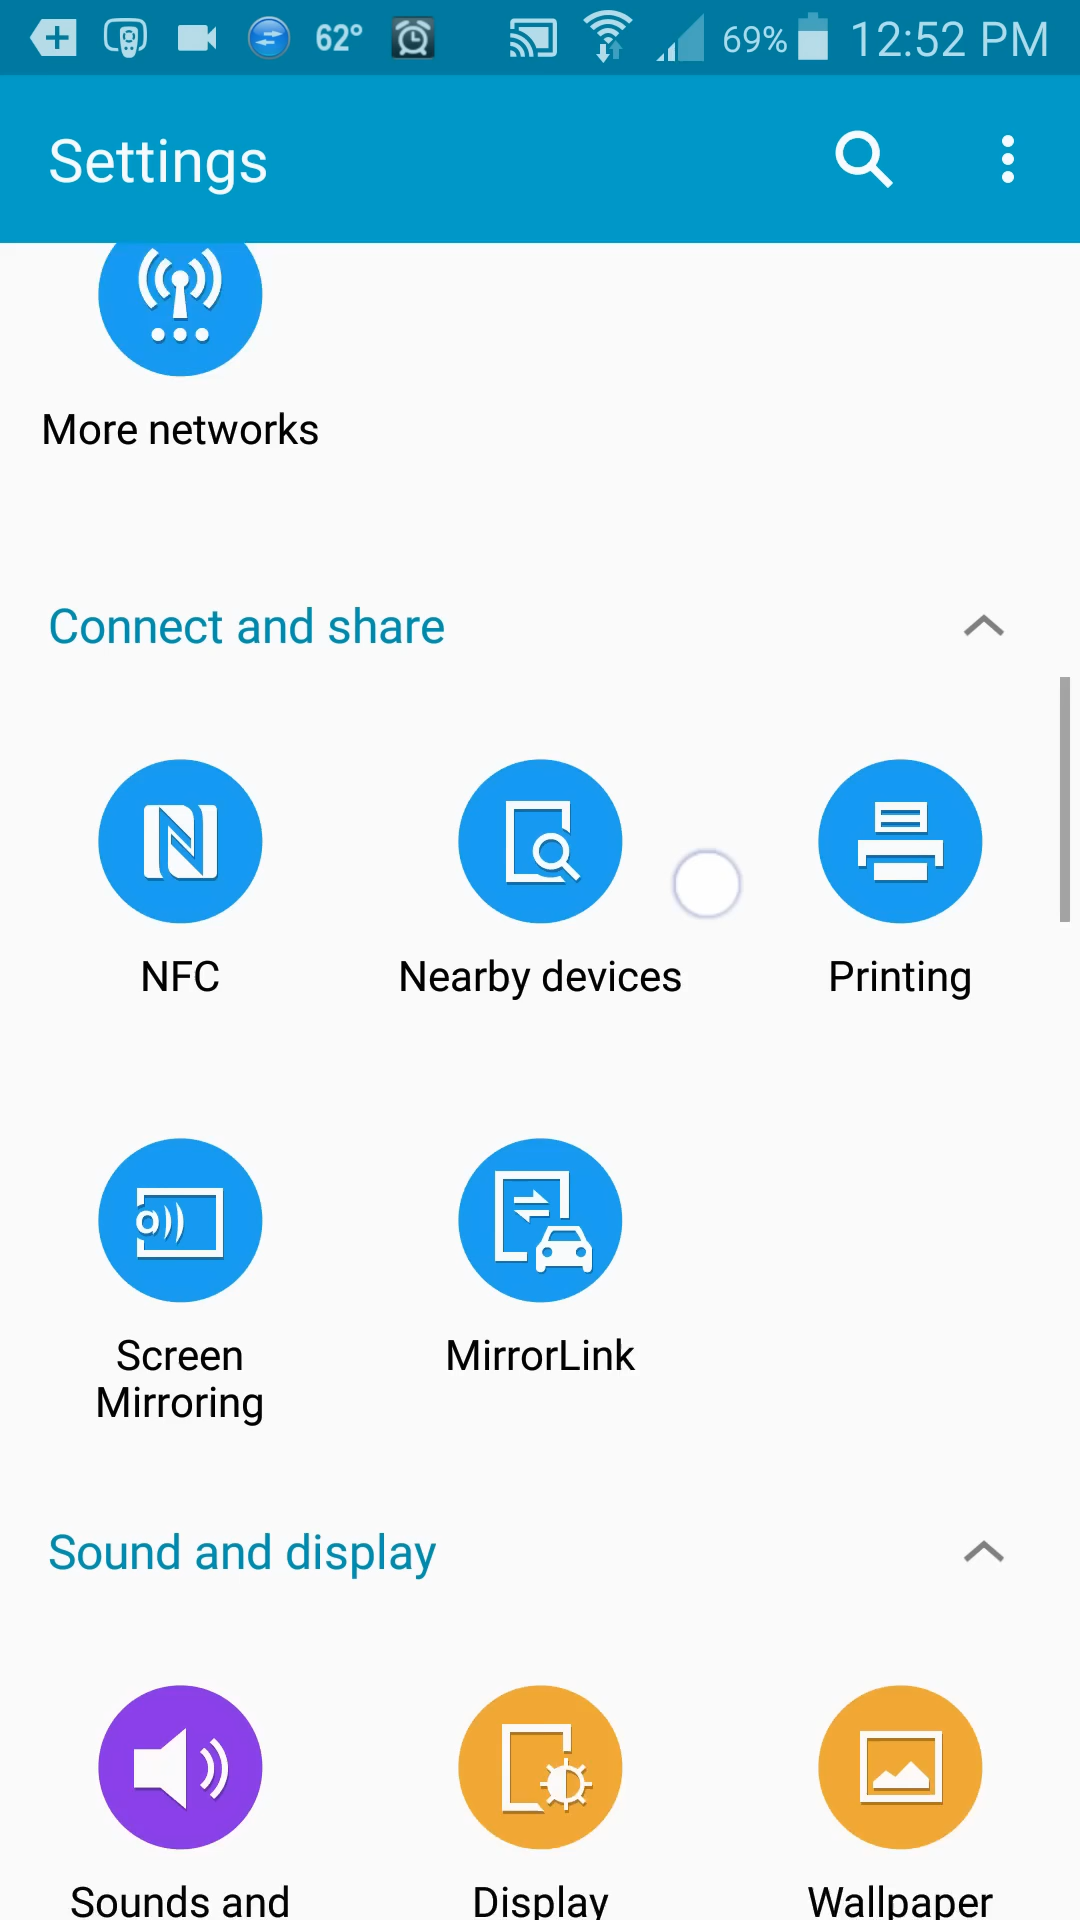 62° 69% 12:52 PM
Settings
More networks
Connect and share
NFC Nearby devices Printing
Screen MirrorLink
Mirroring
Sound and display
Sounds and Display Wallpaper